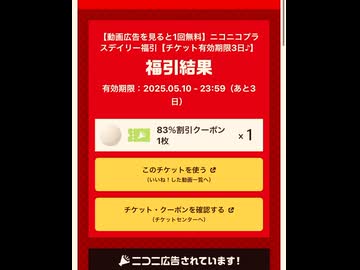 【動画広告を見ると1回無料】ニコニコプラ
スデイリー福引【チケット有効期限3日♪】
福引結果
有効期限：2025.05.10 - 23:59（あと3
日）
83%割引クーポン
1枚
×1
このチケットを使う
（いいね！した動画一覧へ）
チケット・クーポンを確認する
（チケットセンターへ）
ニコニ広告されています!